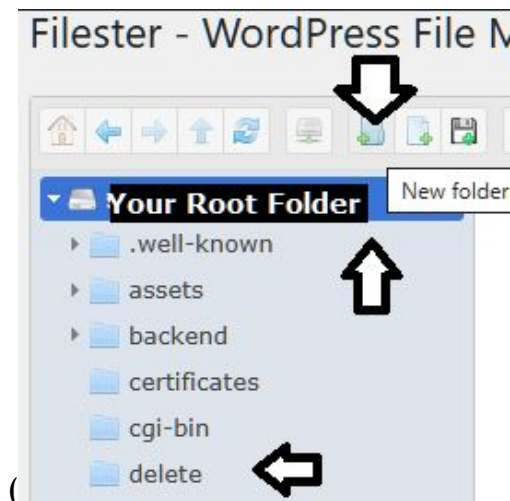 Filester - WordPress File M
New folder
Your Root Folder
.well-known
assets
backend
certificates
cgi-bin
delete
(